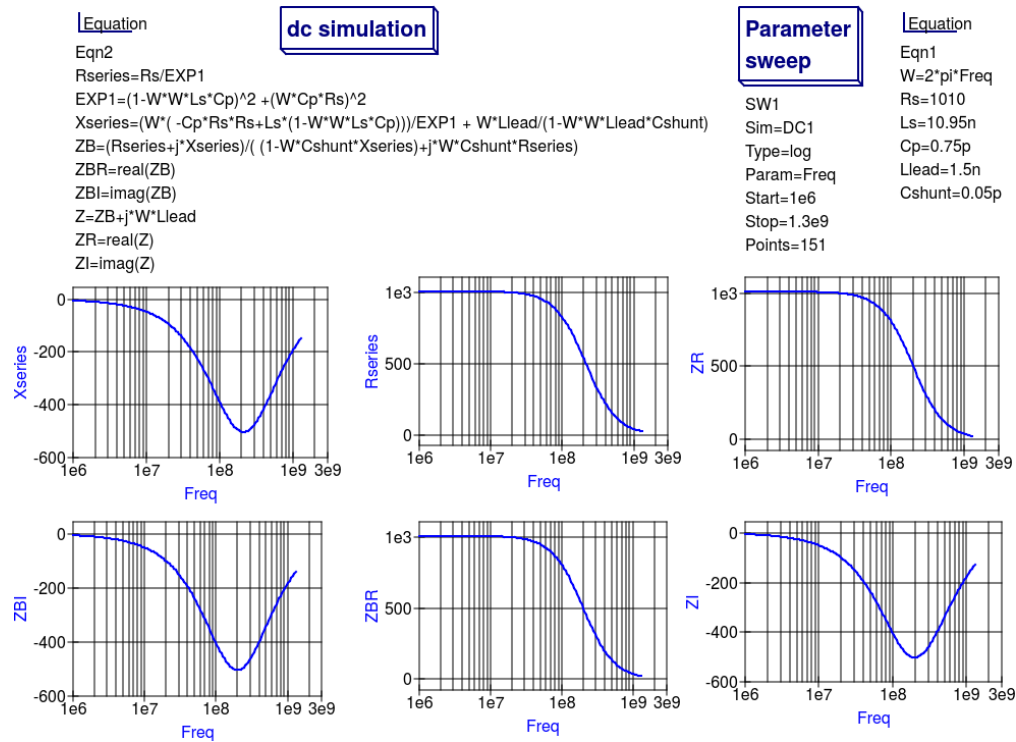 Equation
Eqn2
Rseries=Rs/EXP1
EXP1=(1-W*W*Ls*Cp)^2 +(W*Cp*Rs)^2
Xseries=(W*( -Cp*Rs*Rs+Ls*(1-W*W*Ls*Cp)))/EXP1 + W*Llead/(1-W*W*Llead*Cshunt)
ZB=(Rseries+j*Xseries)/( (1-W*Cshunt*Xseries)+j*W*Cshunt*Rseries)
ZBR=real(ZB)
ZBI=imag(ZB)
Z=ZB+j*W*Llead
ZR=real(Z)
ZI=imag(Z)
dc simulation
Parameter
sweep
SW1
Sim=DC1
Type=log
Param=Freq
Start=1e6
Stop=1.3e9
Points=151
Equation
Eqn1
W=2*pi*Freq
Rs=1010
Ls=10.95n
Cp=0.75p
Llead=1.5n
Cshunt=0.05p
Xseries
0
-200
-400
-600
1e6 1e7 1e8 1e9 3e9
Freq
Rseries
1e3
500
0
1e6 1e7 1e8 1e9 3e9
Freq
ZR
1e3
500
0
1e6 1e7 1e8 1e9 3e9
Freq
ZBI
0
-200
-400
-600
1e6 1e7 1e8 1e9 3e9
Freq
ZBR
1e3
500
0
1e6 1e7 1e8 1e9 3e9
Freq
ZI
0
-200
-400
-600
1e6 1e7 1e8 1e9 3e9
Freq